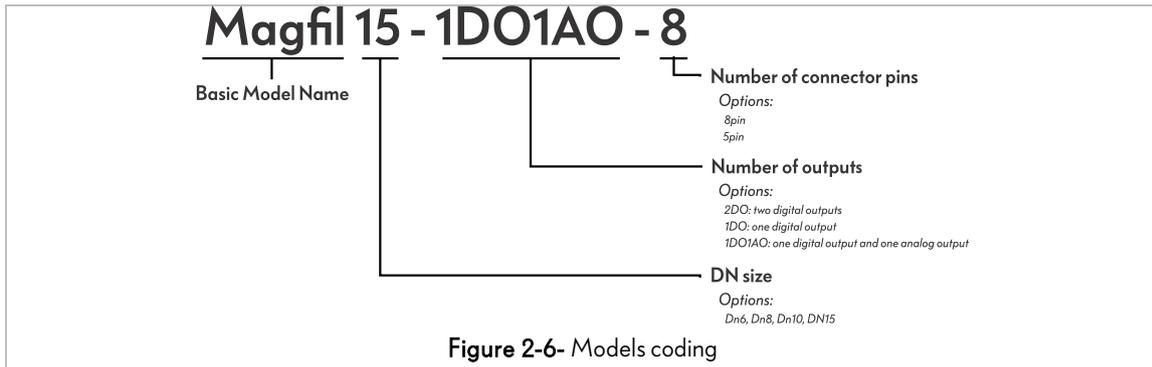 Magfil 15 - 1DO1AO - 8
Basic Model Name
Number of connector pins
Options:
8pin
5pin
Number of outputs
Options:
2DO: two digital outputs
1DO: one digital output
1DO1AO: one digital output and one analog output
DN size
Options:
Dn6, Dn8, Dn10, DN15
Figure 2-6- Models coding